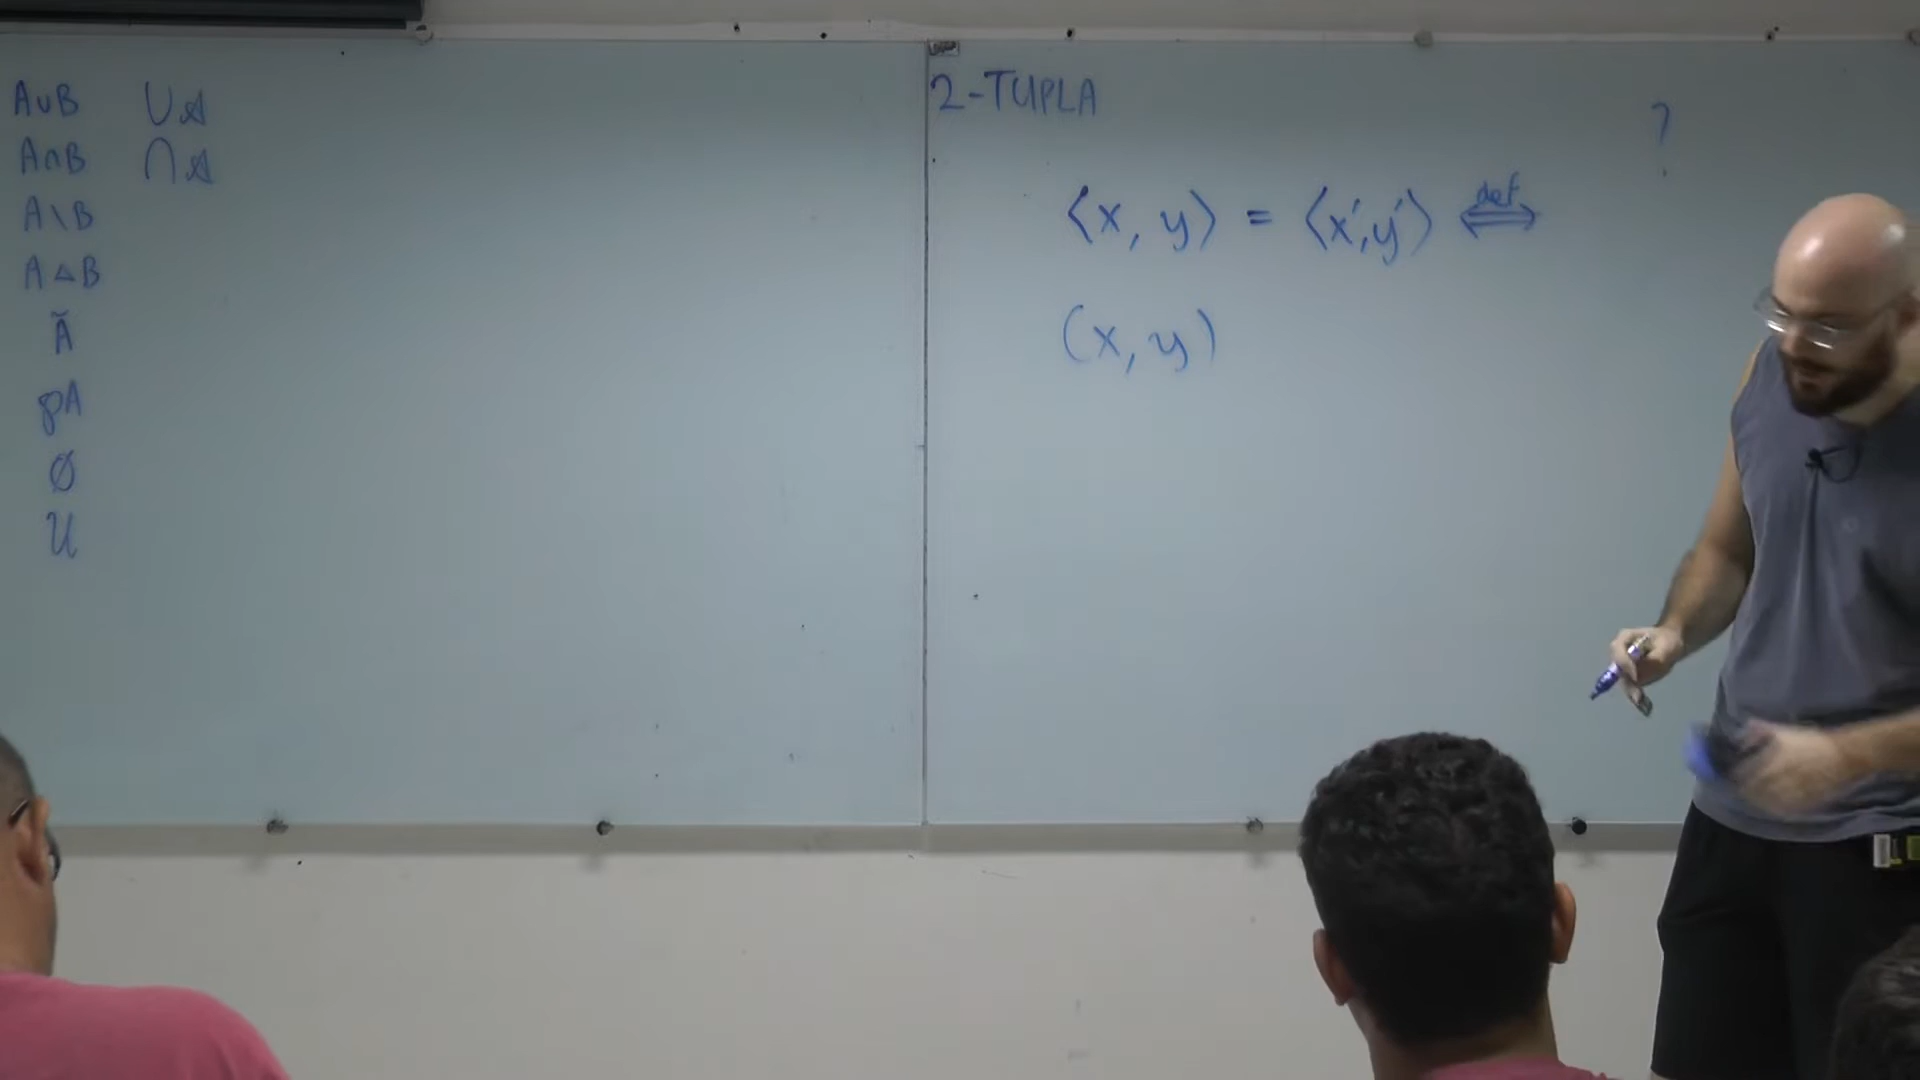 A∪B ⋃𝒜
A∩B ⋂𝒜
A\B
A△B
Ã
℘A
∅
𝒰
2-TUPLA
?
⟨x, y⟩ = ⟨x′, y′⟩ def ⟺
(x, y)